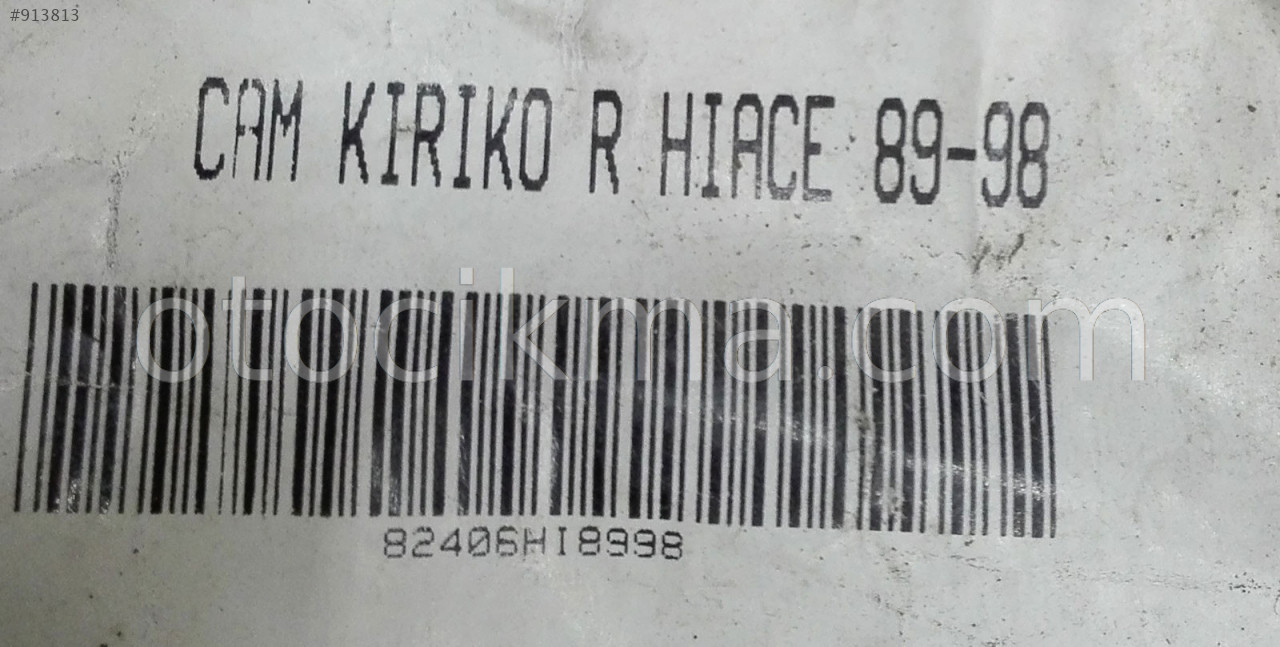 #913813
CAM KIRIKO R HIACE 89-98
otocikma.com
82406HI8998